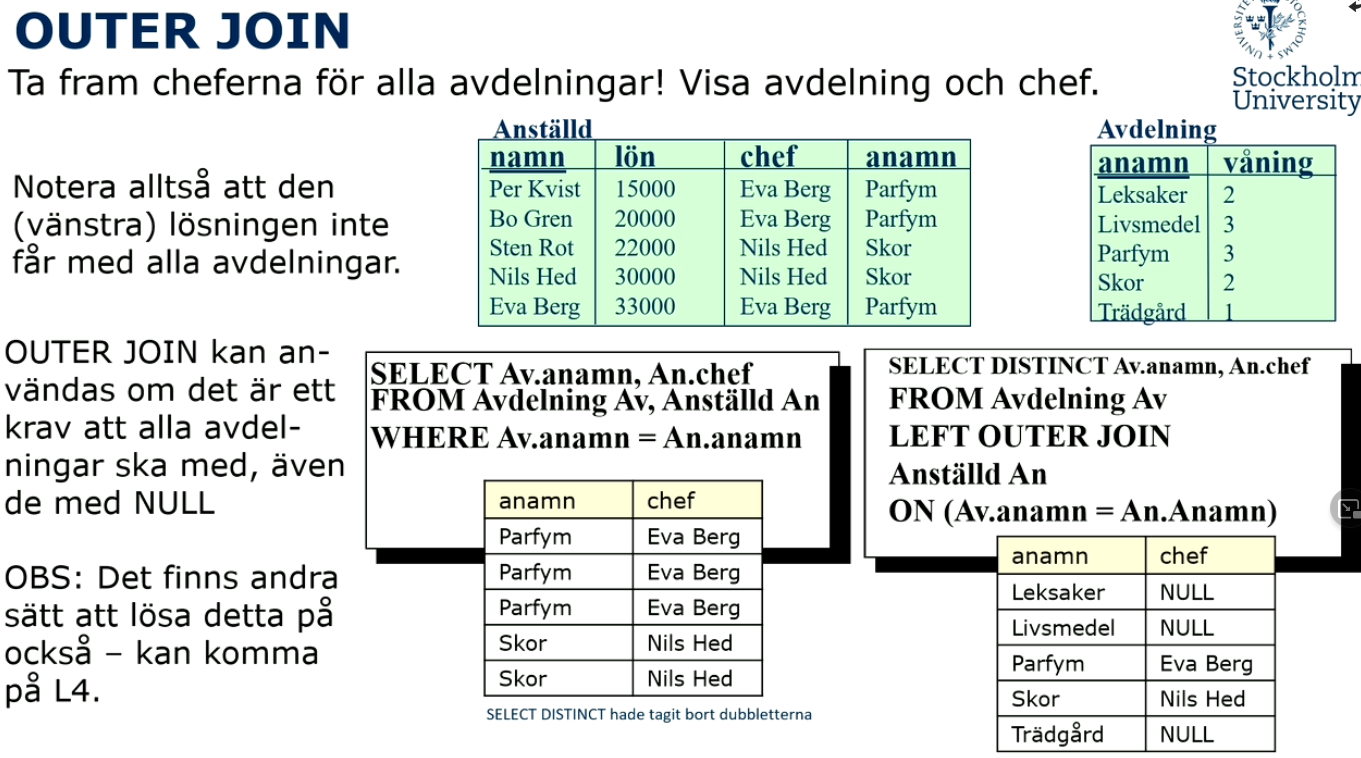 OUTER JOIN
Ta fram cheferna för alla avdelningar! Visa avdelning och chef.
Stockholm
University
Notera alltså att den
(vänstra) lösningen inte
får med alla avdelningar.
OUTER JOIN kan an-
vändas om det är ett
krav att alla avdel-
ningar ska med, även
de med NULL
OBS: Det finns andra
sätt att lösa detta på
också – kan komma
på L4.
Anställd
namn lön chef anamn
Per Kvist 15000 Eva Berg Parfym
Bo Gren 20000 Eva Berg Parfym
Sten Rot 22000 Nils Hed Skor
Nils Hed 30000 Nils Hed Skor
Eva Berg 33000 Eva Berg Parfym
Avdelning
anamn våning
Leksaker 2
Livsmedel 3
Parfym 3
Skor 2
Trädgård 1
SELECT Av.anamn, An.chef
FROM Avdelning Av, Anställd An
WHERE Av.anamn = An.anamn
anamn chef
Parfym Eva Berg
Parfym Eva Berg
Parfym Eva Berg
Skor Nils Hed
Skor Nils Hed
SELECT DISTINCT hade tagit bort dubbletterna
SELECT DISTINCT Av.anamn, An.chef
FROM Avdelning Av
LEFT OUTER JOIN
Anställd An
ON (Av.anamn = An.Anamn)
anamn chef
Leksaker NULL
Livsmedel NULL
Parfym Eva Berg
Skor Nils Hed
Trädgård NULL